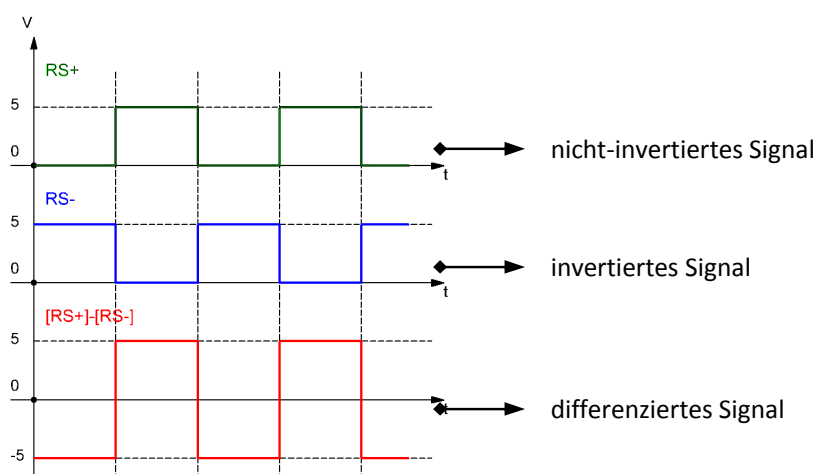 V
RS+
5
0
t
nicht-invertiertes Signal
RS-
5
0
t
invertiertes Signal
[RS+]-[RS-]
5
0
t
differenziertes Signal
-5